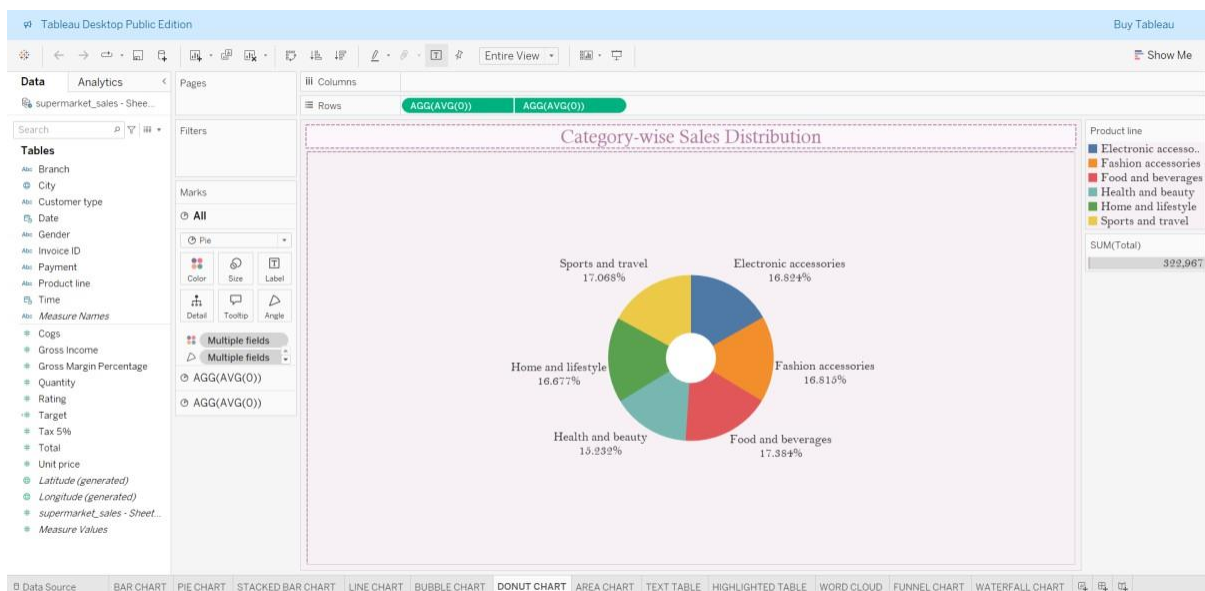 Tableau Desktop Public Edition
Buy Tableau
Entire View
Show Me
Data
Analytics
supermarket_sales - Shee...
Search
Tables
Abc Branch
City
Abc Customer type
Date
Abc Gender
Abc Invoice ID
Abc Payment
Abc Product line
Time
Abc Measure Names
Cogs
Gross Income
Gross Margin Percentage
Quantity
Rating
Target
Tax 5%
Total
Unit price
Latitude (generated)
Longitude (generated)
supermarket_sales - Sheet...
Measure Values
Pages
Filters
Marks
All
Pie
Color
Size
Label
Detail
Tooltip
Angle
Multiple fields
Multiple fields
AGG(AVG(0))
AGG(AVG(0))
Columns
Rows
AGG(AVG(0))
AGG(AVG(0))
Category-wise Sales Distribution
Sports and travel
17.068%
Electronic accessories
16.824%
Home and lifestyle
16.677%
Fashion accessories
16.815%
Health and beauty
15.232%
Food and beverages
17.384%
Product line
Electronic accesso..
Fashion accessories
Food and beverages
Health and beauty
Home and lifestyle
Sports and travel
SUM(Total)
322,967
Data Source
BAR CHART
PIE CHART
STACKED BAR CHART
LINE CHART
BUBBLE CHART
DONUT CHART
AREA CHART
TEXT TABLE
HIGHLIGHTED TABLE
WORD CLOUD
FUNNEL CHART
WATERFALL CHART